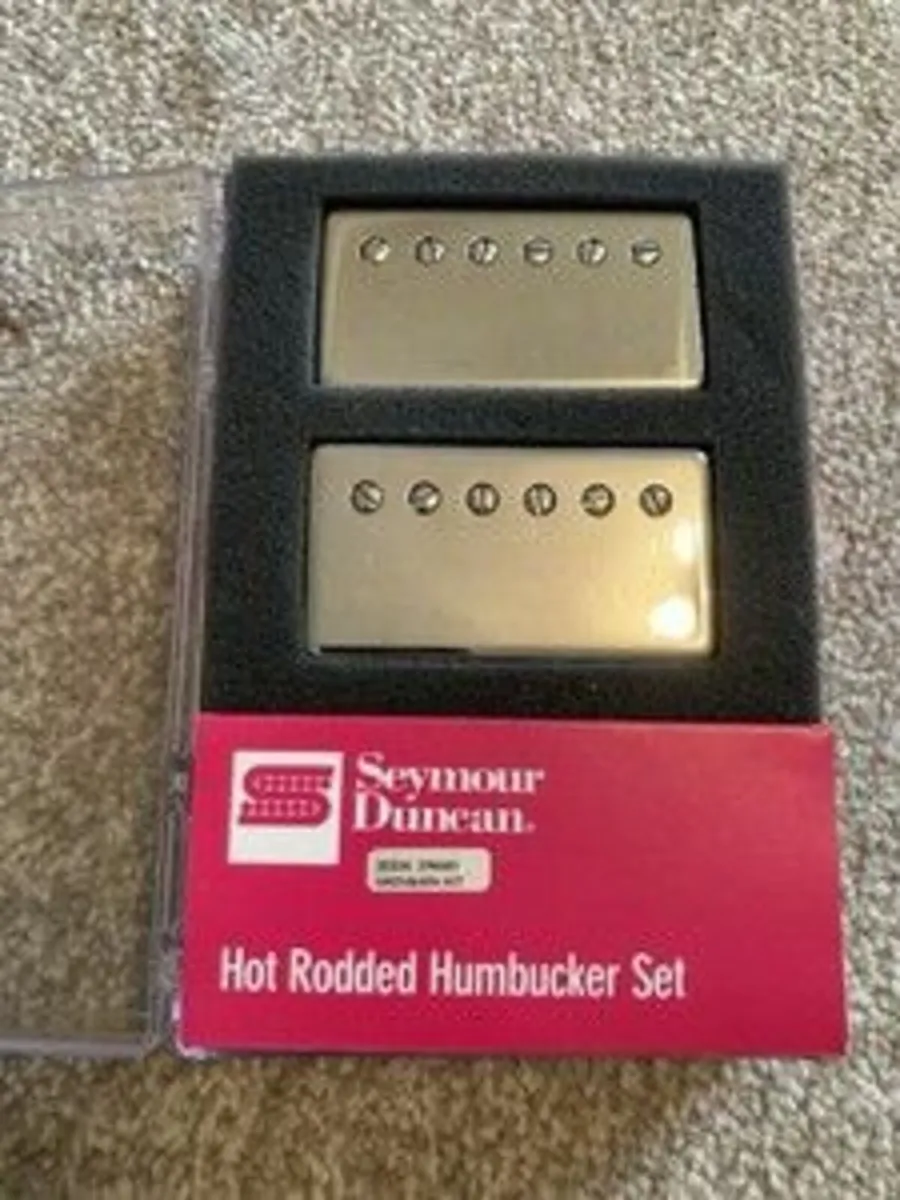 Seymour
Duncan
Hot Rodded Humbucker Set